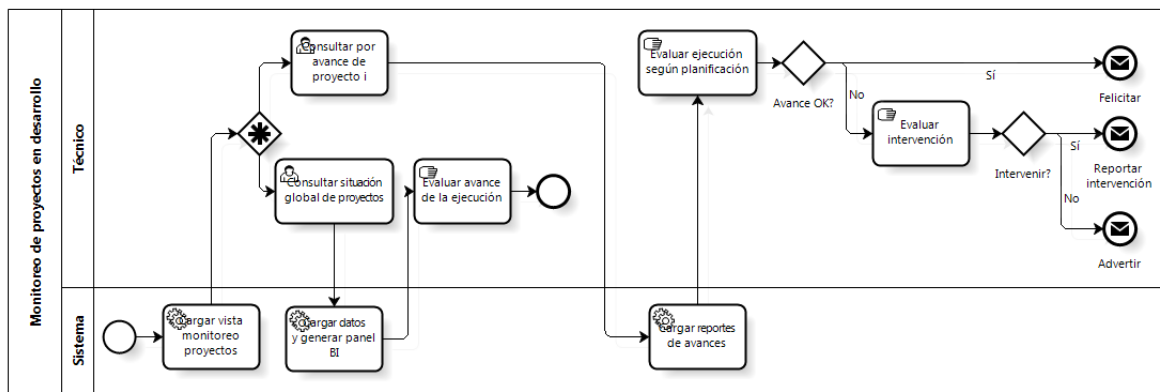 Monitoreo de proyectos en desarrollo
Técnico
Consultar por
avance de
proyecto i
Consultar situación
global de proyectos
Evaluar avance
de la ejecución
Evaluar ejecución
según planificación
Avance OK?
Sí
No
Felicitar
Evaluar
intervención
Intervenir?
Sí
Reportar
intervención
No
Advertir
Sistema
Cargar vista
monitoreo
proyectos
Cargar datos
y generar panel
BI
Cargar reportes
de avances